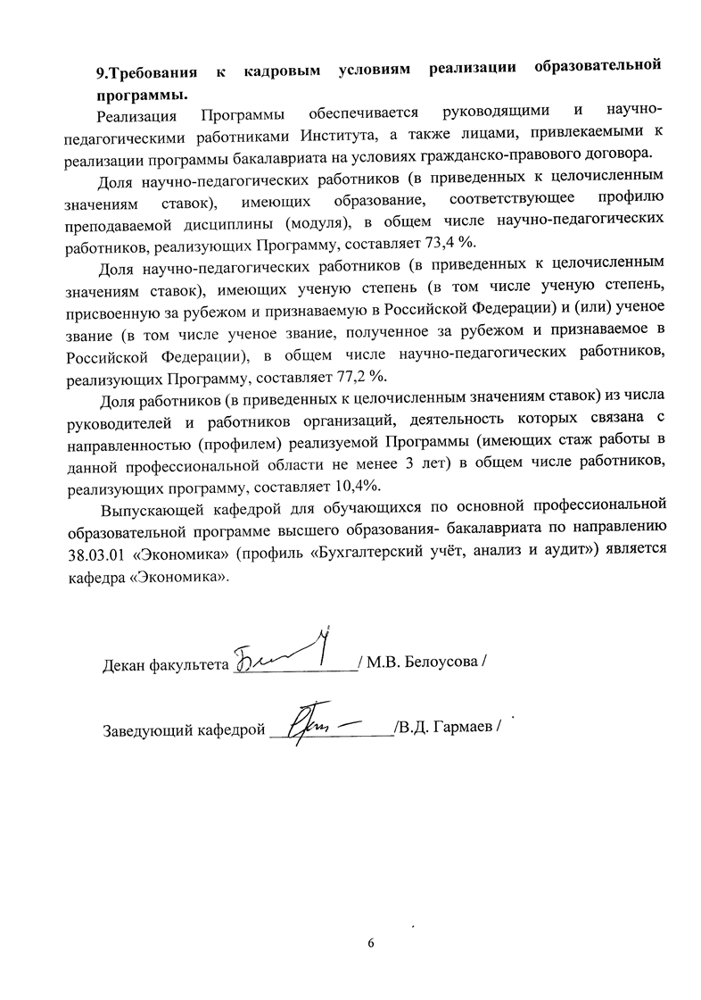 9.Требования к кадровым условиям реализации образовательной
программы.
Реализация Программы обеспечивается руководящими и научно-
педагогическими работниками Института, а также лицами, привлекаемыми к
реализации программы бакалавриата на условиях гражданско-правового договора.
Доля научно-педагогических работников (в приведенных к целочисленным
значениям ставок), имеющих образование, соответствующее профилю
преподаваемой дисциплины (модуля), в общем числе научно-педагогических
работников, реализующих Программу, составляет 73,4 %.
Доля научно-педагогических работников (в приведенных к целочисленным
значениям ставок), имеющих ученую степень (в том числе ученую степень,
присвоенную за рубежом и признаваемую в Российской Федерации) и (или) ученое
звание (в том числе ученое звание, полученное за рубежом и признаваемое в
Российской Федерации), в общем числе научно-педагогических работников,
реализующих Программу, составляет 77,2 %.
Доля работников (в приведенных к целочисленным значениям ставок) из числа
руководителей и работников организаций, деятельность которых связана с
направленностью (профилем) реализуемой Программы (имеющих стаж работы в
данной профессиональной области не менее 3 лет) в общем числе работников,
реализующих программу, составляет 10,4%.
Выпускающей кафедрой для обучающихся по основной профессиональной
образовательной программе высшего образования- бакалавриата по направлению
38.03.01 «Экономика» (профиль «Бухгалтерский учёт, анализ и аудит») является
кафедра «Экономика».
Декан факультета / М.В. Белоусова /
Заведующий кафедрой /В.Д. Гармаев /
6